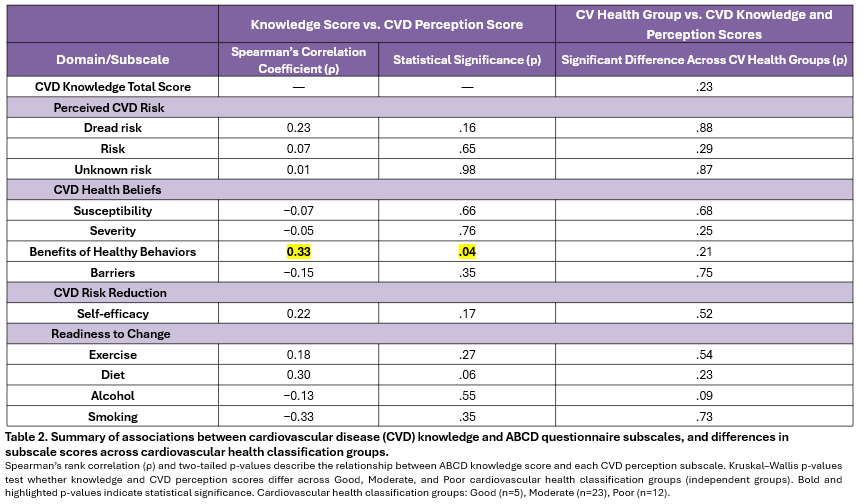 Knowledge Score vs. CVD Perception Score
CV Health Group vs. CVD Knowledge and
Perception Scores
Domain/Subscale
Spearman's Correlation
Coefficient (ρ)
Statistical Significance (p)
Significant Difference Across CV Health Groups (p)
CVD Knowledge Total Score — — .23
Perceived CVD Risk
Dread risk 0.23 .16 .88
Risk 0.07 .65 .29
Unknown risk 0.01 .98 .87
CVD Health Beliefs
Susceptibility −0.07 .66 .68
Severity −0.05 .76 .25
Benefits of Healthy Behaviors 0.33 .04 .21
Barriers −0.15 .35 .75
CVD Risk Reduction
Self-efficacy 0.22 .17 .52
Readiness to Change
Exercise 0.18 .27 .54
Diet 0.30 .06 .23
Alcohol −0.13 .55 .09
Smoking −0.33 .35 .73
Table 2. Summary of associations between cardiovascular disease (CVD) knowledge and ABCD questionnaire subscales, and differences in
subscale scores across cardiovascular health classification groups.
Spearman's rank correlation (ρ) and two-tailed p-values describe the relationship between ABCD knowledge score and each CVD perception subscale. Kruskal–Wallis p-values
test whether knowledge and CVD perception scores differ across Good, Moderate, and Poor cardiovascular health classification groups (independent groups). Bold and
highlighted p-values indicate statistical significance. Cardiovascular health classification groups: Good (n=5), Moderate (n=23), Poor (n=12).